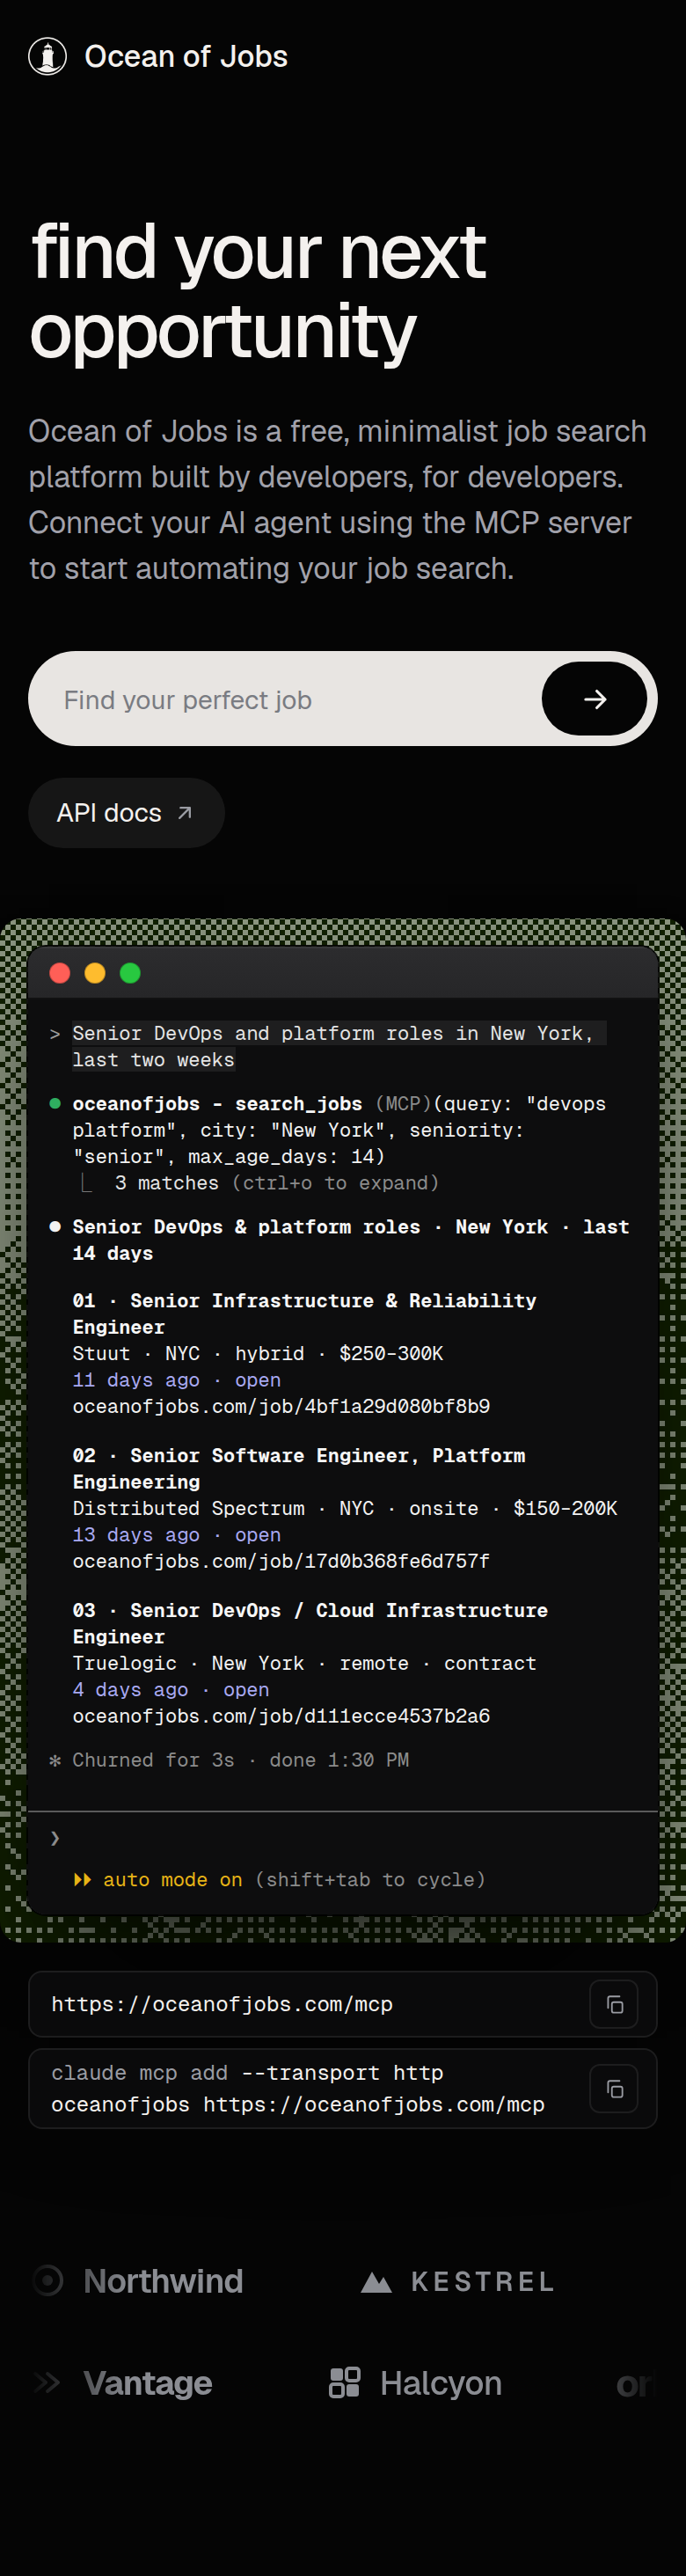 Ocean of Jobs
find your next
opportunity
Ocean of Jobs is a free, minimalist job search
platform built by developers, for developers.
Connect your AI agent using the MCP server
to start automating your job search.
Find your perfect job
API docs
> Senior DevOps and platform roles in New York,
last two weeks
oceanofjobs - search_jobs (MCP)(query: "devops
platform", city: "New York", seniority:
"senior", max_age_days: 14)
3 matches (ctrl+o to expand)
Senior DevOps & platform roles · New York · last
14 days
01 · Senior Infrastructure & Reliability
Engineer
Stuut · NYC · hybrid · $250-300K
11 days ago · open
oceanofjobs.com/job/4bf1a29d080bf8b9
02 · Senior Software Engineer, Platform
Engineering
Distributed Spectrum · NYC · onsite · $150-200K
13 days ago · open
oceanofjobs.com/job/17d0b368fe6d757f
03 · Senior DevOps / Cloud Infrastructure
Engineer
Truelogic · New York · remote · contract
4 days ago · open
oceanofjobs.com/job/d111ecce4537b2a6
✻ Churned for 3s · done 1:30 PM
❯
auto mode on (shift+tab to cycle)
https://oceanofjobs.com/mcp
claude mcp add --transport http
oceanofjobs https://oceanofjobs.com/mcp
Northwind
KESTREL
Vantage
Halcyon